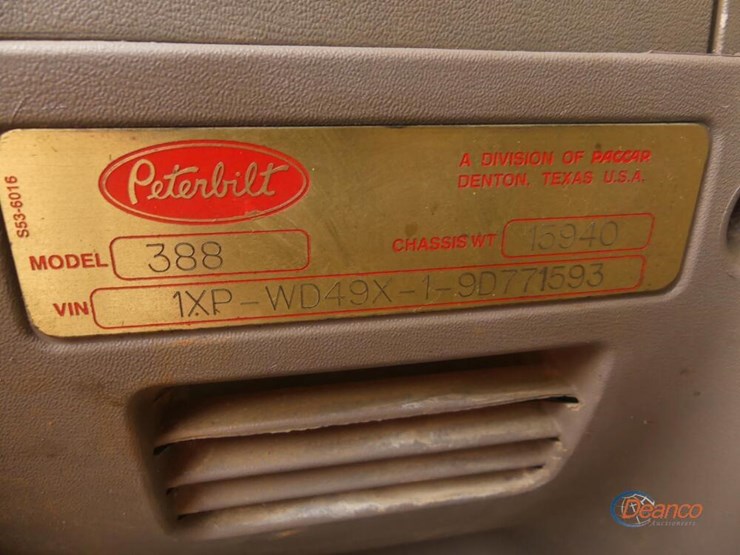 Peterbilt
A DIVISION OF PACCAR
DENTON, TEXAS U.S.A.
S53-6016
MODEL 388
CHASSIS WT 15940
VIN 1XP-WD49X-1-9D771593
Deanco
Auctioneers